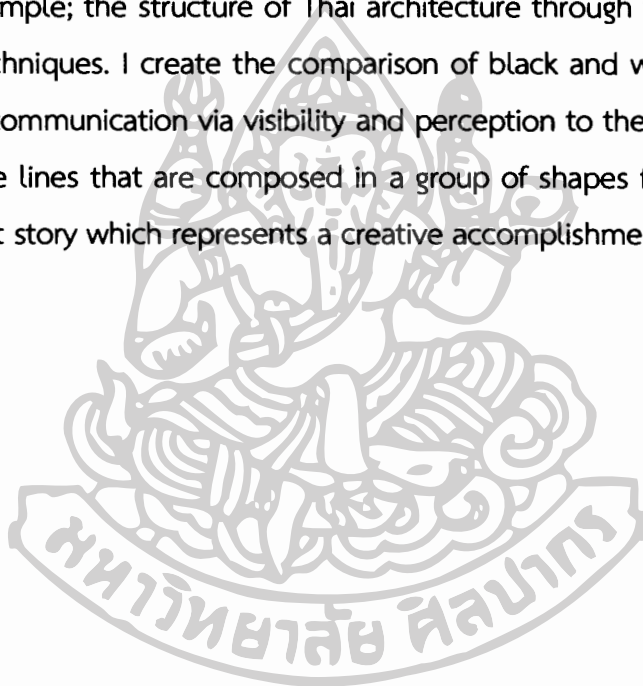 mple; the structure of Thai architecture through
chniques. I create the comparison of black and w
communication via visibility and perception to the
e lines that are composed in a group of shapes
t story which represents a creative accomplishme
มหาวิทยาลัย ศิลปากร